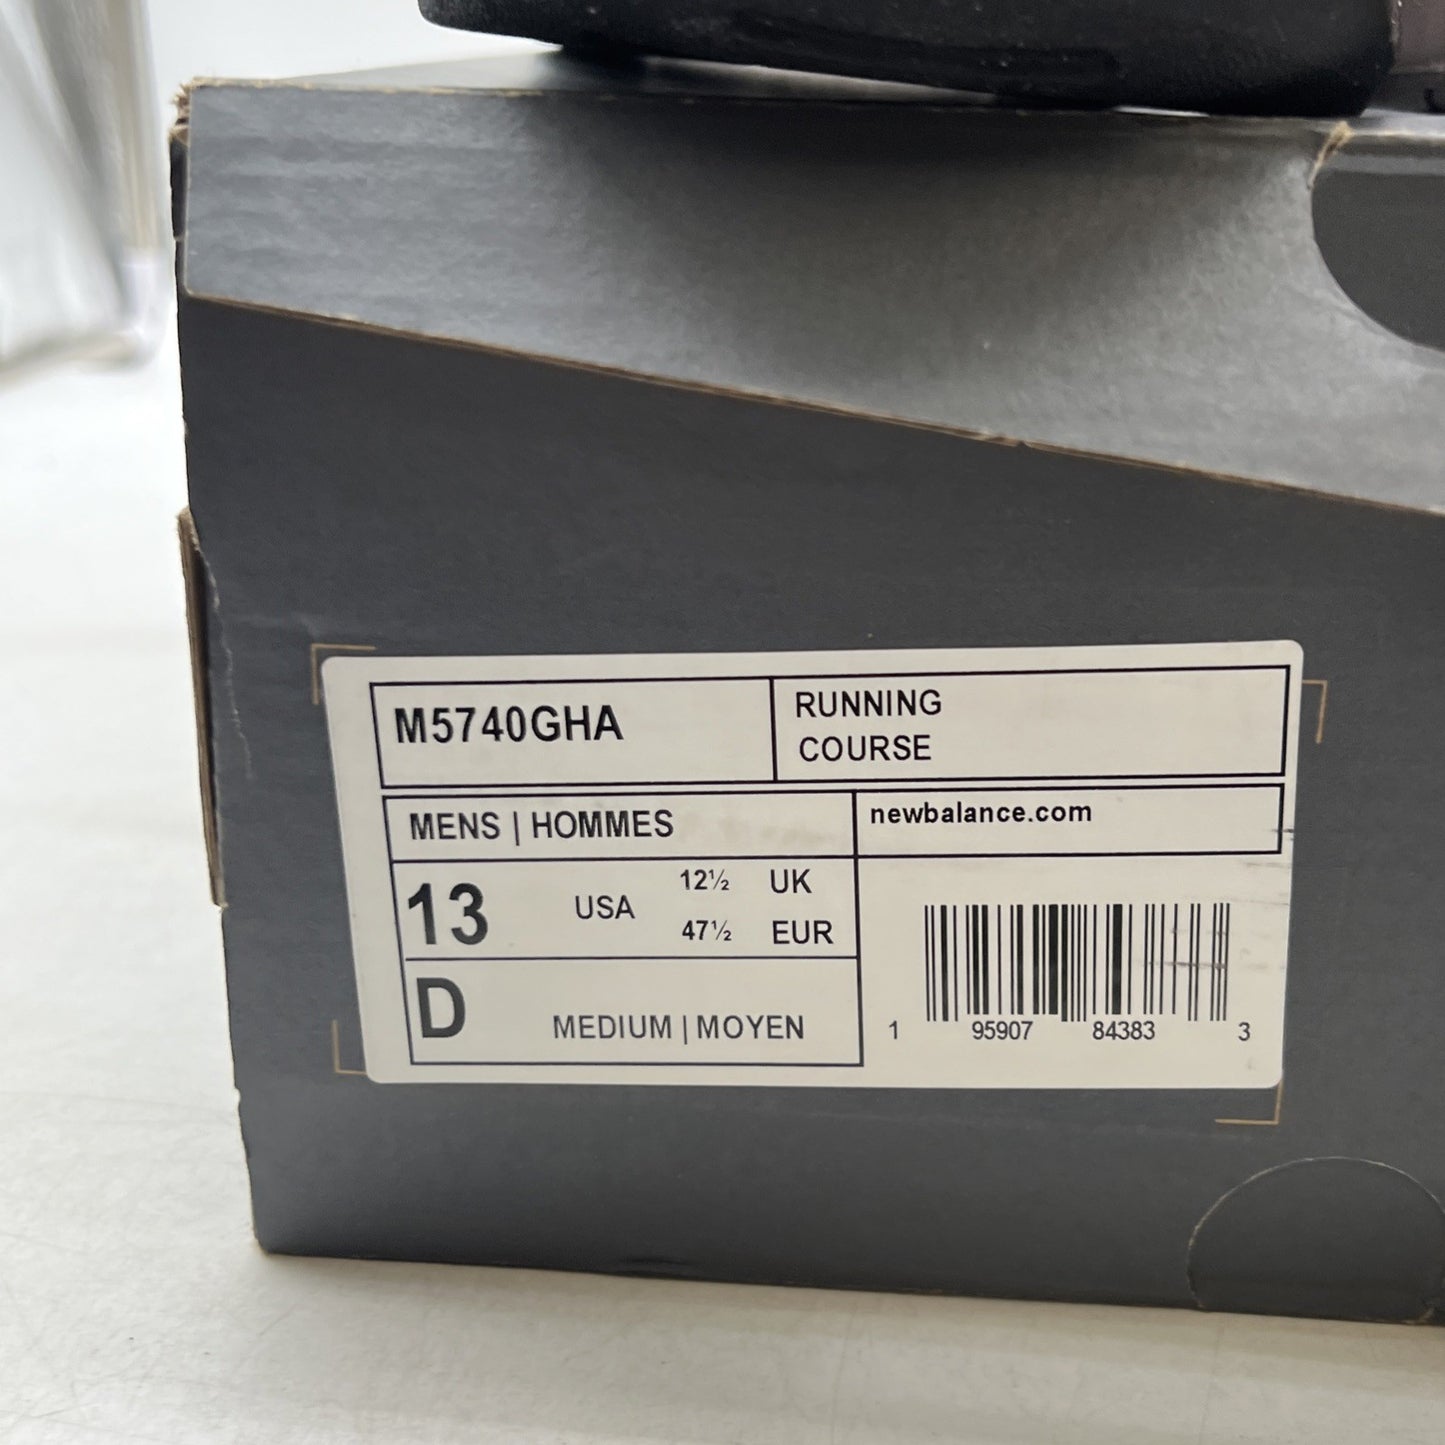 M5740GHA
RUNNING
COURSE
MENS | HOMMES
newbalance.com
13 USA 12½ UK
47½ EUR
D MEDIUM | MOYEN
1 95907 84383 3